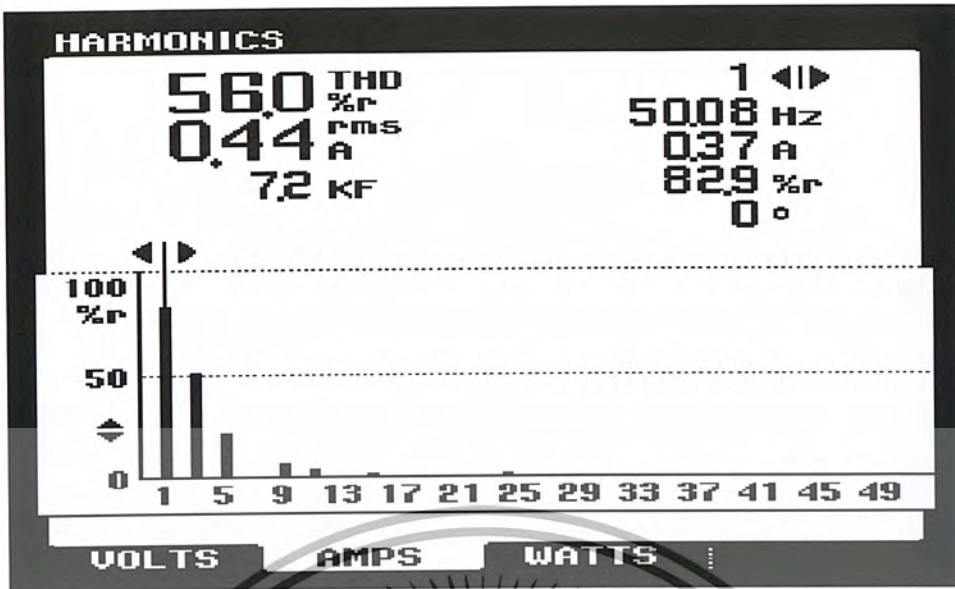 HARMONICS
56.0 THD %r
0.44 rms A
7.2 KF
1
50.08 Hz
0.37 A
82.9 %r
0 °
100
%r
50
0
1 5 9 13 17 21 25 29 33 37 41 45 49
VOLTS AMPS WATTS